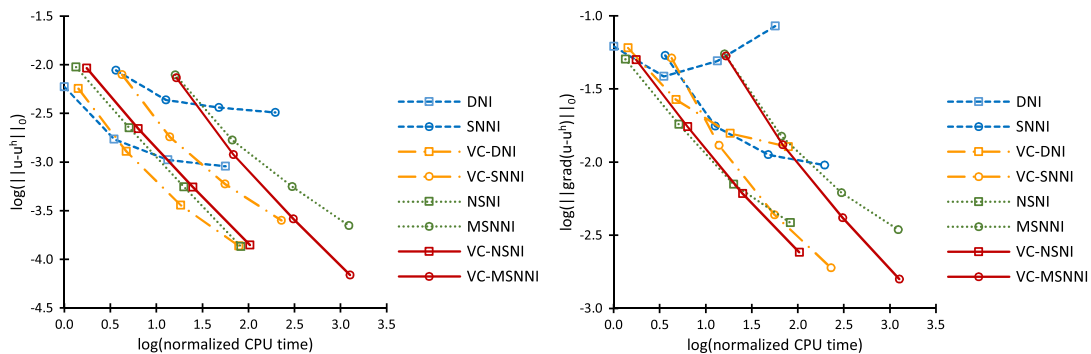 -1.5
-2.0
-2.5
-3.0
-3.5
-4.0
-4.5
0.0 0.5 1.0 1.5 2.0 2.5 3.0 3.5
log(normalized CPU time)
log(||u-uʰ||₀)
DNI
SNNI
VC-DNI
VC-SNNI
NSNI
MSNNI
VC-NSNI
VC-MSNNI
-1.0
-1.5
-2.0
-2.5
-3.0
0.0 0.5 1.0 1.5 2.0 2.5 3.0 3.5
log(normalized CPU time)
log(||grad(u-uʰ)||₀)
DNI
SNNI
VC-DNI
VC-SNNI
NSNI
MSNNI
VC-NSNI
VC-MSNNI